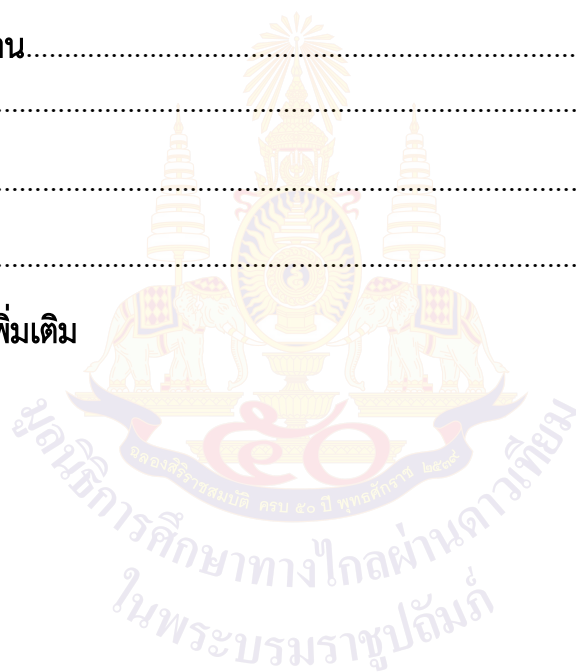 าน....................................................................
....................................................................
....................................................................
....................................................................
พิ่มเติม
ฉลองสิริราชสมบัติ ครบ ๕๐ ปี พุทธศักราช ๒๕๓๙
มูลนิธิการศึกษาทางไกลผ่านดาวเทียม
ในพระบรมราชูปถัมภ์